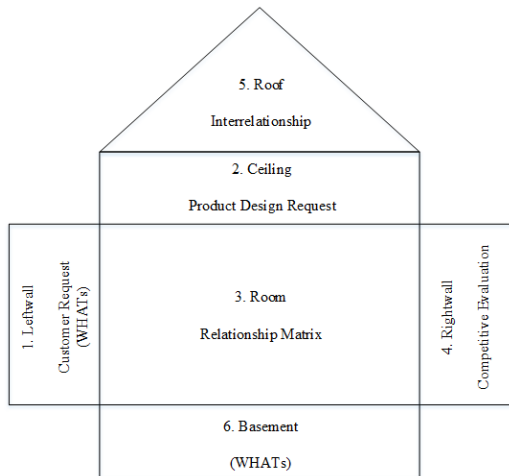 5. Roof
Interrelationship
2. Ceiling
Product Design Request
1. Leftwall
Customer Request
(WHATs)
3. Room
Relationship Matrix
4. Rightwall
Competitive Evaluation
6. Basement
(WHATs)